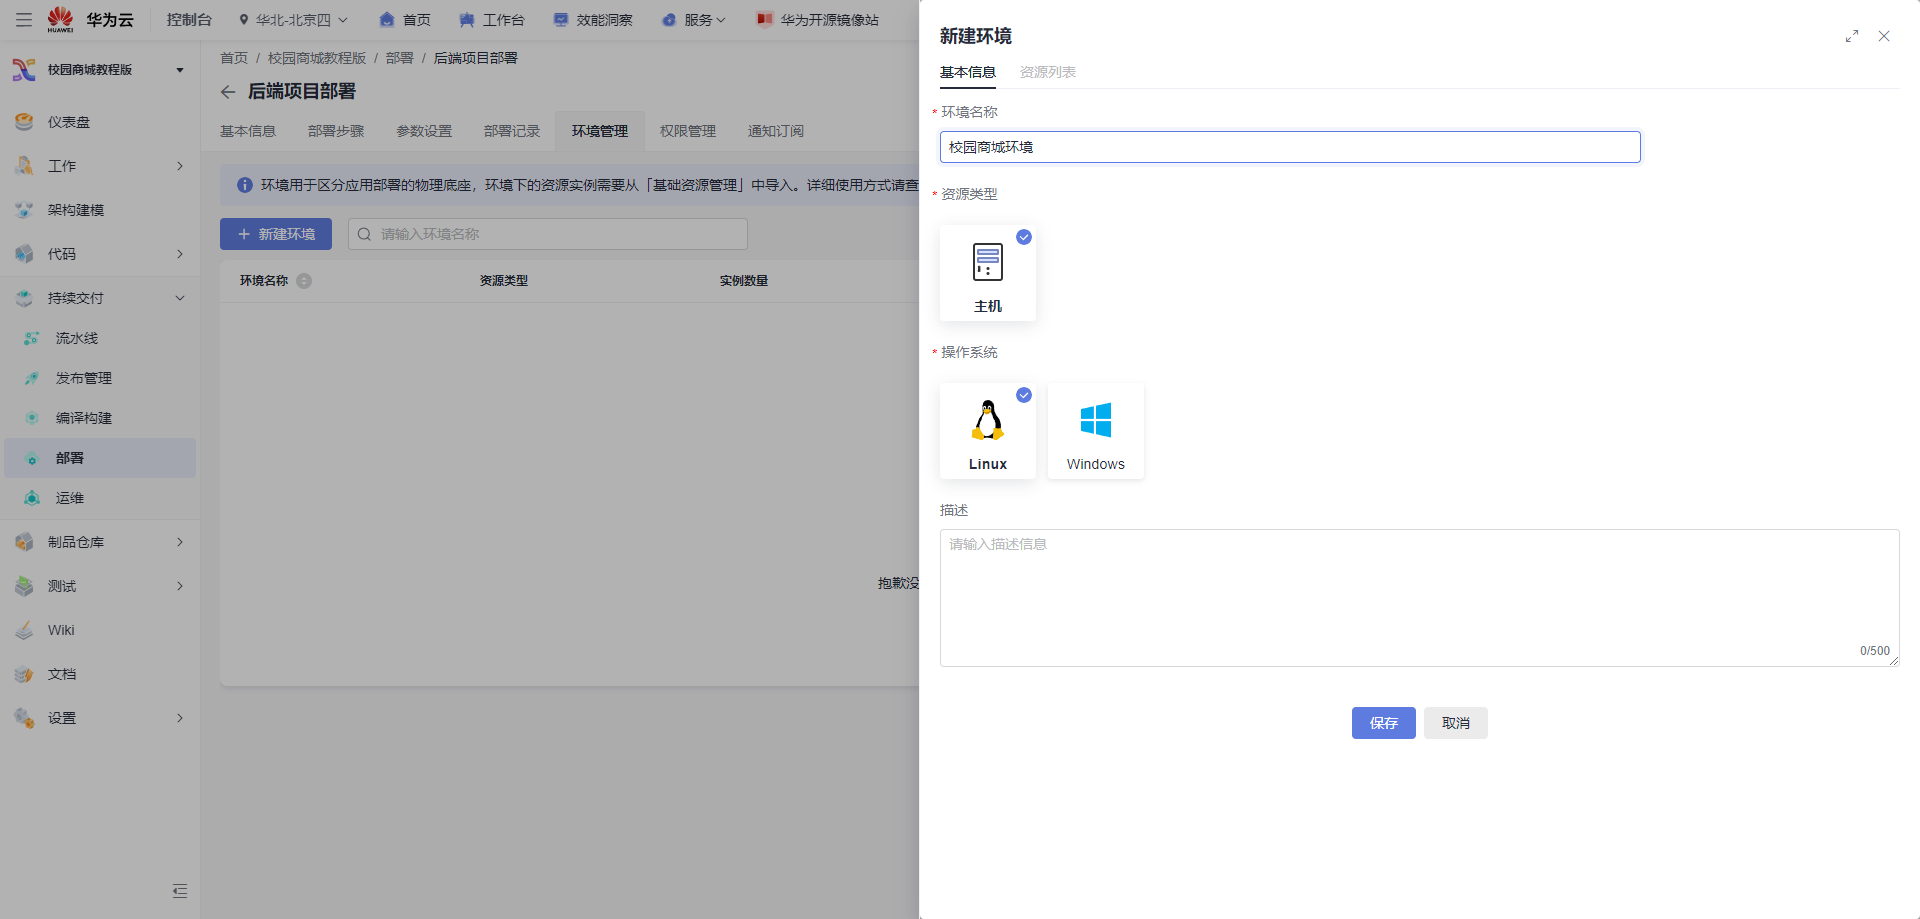 HUAWEI
华为云
控制台
华北-北京四
首页
工作台
效能洞察
服务
华为开源镜像站
校园商城教程版
仪表盘
工作
架构建模
代码
持续交付
流水线
发布管理
编译构建
部署
运维
制品仓库
测试
Wiki
文档
设置
首页 / 校园商城教程版 / 部署 / 后端项目部署
后端项目部署
基本信息 部署步骤 参数设置 部署记录 环境管理 权限管理 通知订阅
环境用于区分应用部署的物理底座，环境下的资源实例需要从「基础资源管理」中导入。详细使用方式请查
新建环境
请输入环境名称
环境名称 资源类型 实例数量
抱歉没
新建环境
基本信息 资源列表
* 环境名称
校园商城环境
* 资源类型
主机
* 操作系统
Linux
Windows
描述
请输入描述信息
0/500
保存 取消